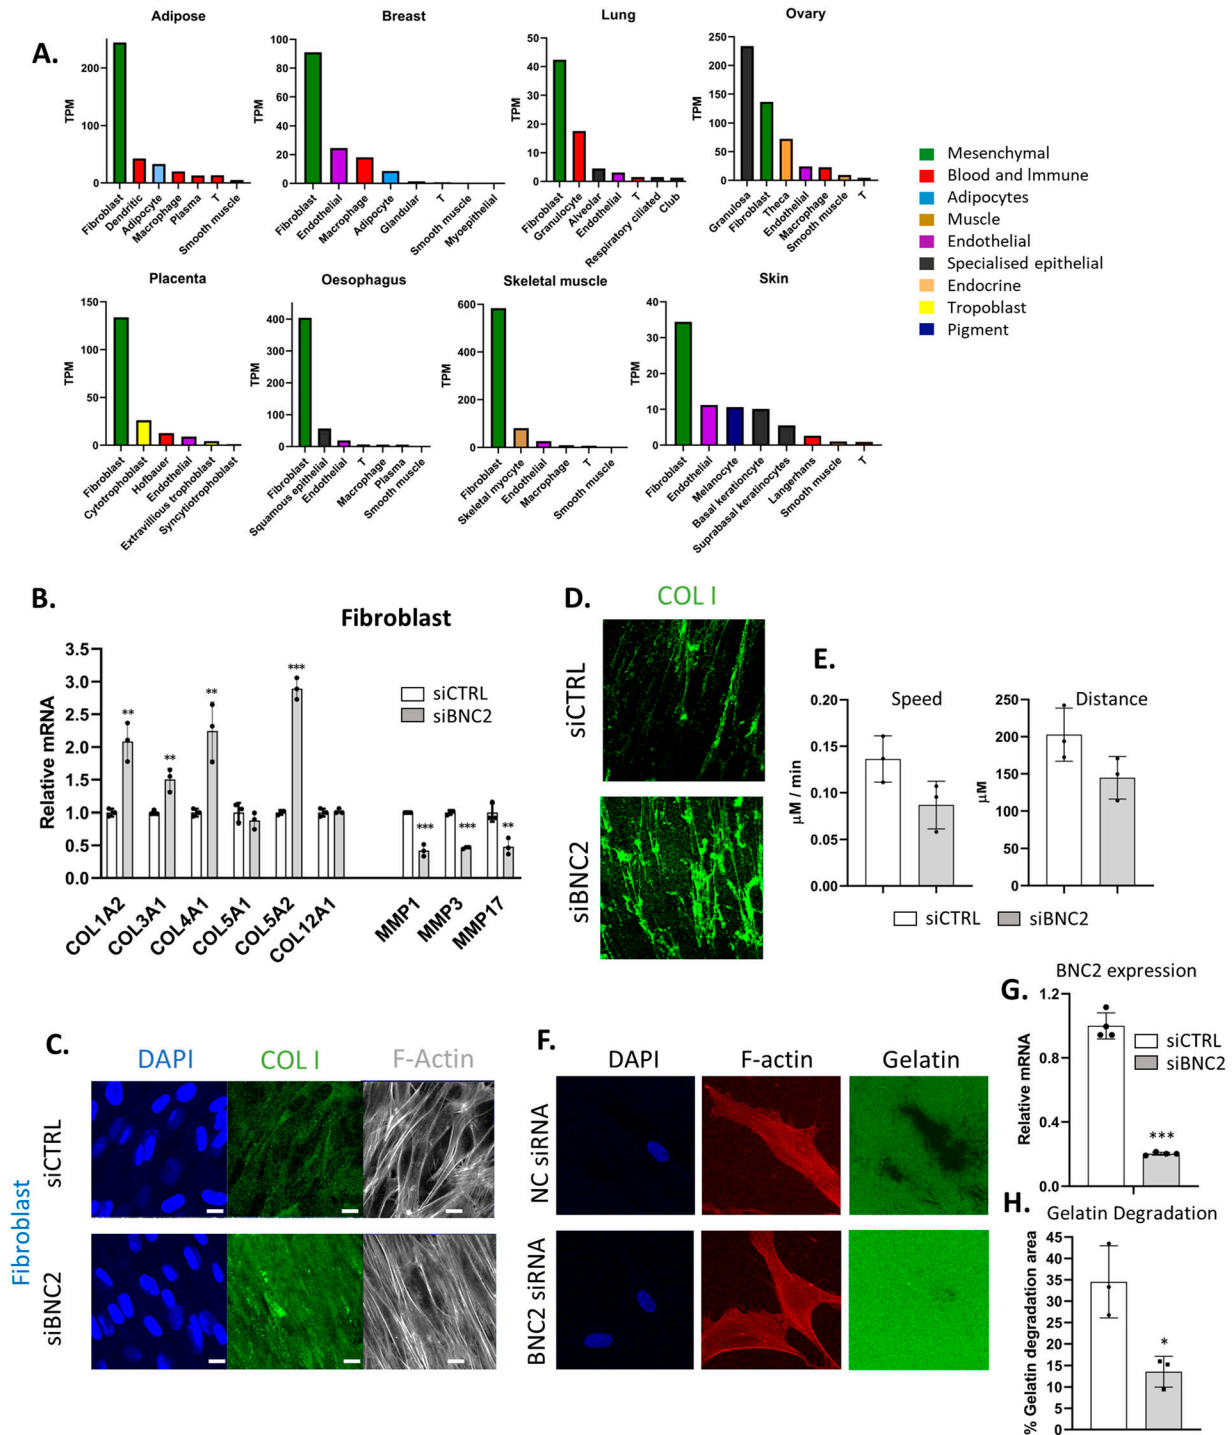 A.
Adipose
TPM
200
100
0
Fibroblast
Dendritic
Adipocyte
Macrophage
Plasma
T
Smooth muscle
Breast
TPM
100
80
60
40
20
0
Fibroblast
Endothelial
Macrophage
Adipocyte
Glandular
T
Smooth muscle
Myoepithelial
Lung
TPM
50
40
30
20
10
0
Fibroblast
Granulocyte
Alveolar
Endothelial
T
Respiratory ciliated
Club
Ovary
TPM
250
200
150
100
50
0
Granulosa
Fibroblast
Theca
Endothelial
Macrophage
Smooth muscle
T
Mesenchymal
Blood and Immune
Adipocytes
Muscle
Endothelial
Specialised epithelial
Endocrine
Tropoblast
Pigment
Placenta
TPM
150
100
50
0
Fibroblast
Cytotrophoblast
Hofbauer
Endothelial
Extravillious trophoblast
Syncytiotrophoblast
Oesophagus
TPM
400
300
200
100
0
Fibroblast
Squamous epithelial
Endothelial
T
Macrophage
Plasma
Smooth muscle
Skeletal muscle
TPM
600
400
200
0
Fibroblast
Skeletal myocyte
Endothelial
Macrophage
T
Smooth muscle
Skin
TPM
40
30
20
10
0
Fibroblast
Endothelial
Melanocyte
Basal keratinocyte
Suprabasal keratinocytes
Langerhans
Smooth muscle
T
B.
Fibroblast
Relative mRNA
3.5
3.0
2.5
2.0
1.5
1.0
0.5
0.0
**
**
**
***
***
***
**
siCTRL
siBNC2
COL1A2
COL3A1
COL4A1
COL5A1
COL5A2
COL12A1
MMP1
MMP3
MMP17
D.
COL I
siCTRL
siBNC2
E.
Speed
µM / min
0.20
0.15
0.10
0.05
0.00
Distance
µM
250
200
150
100
50
0
siCTRL
siBNC2
C.
Fibroblast
DAPI
COL I
F-Actin
siCTRL
siBNC2
F.
DAPI
F-actin
Gelatin
NC siRNA
BNC2 siRNA
G.
BNC2 expression
Relative mRNA
1.2
0.8
0.4
0.0
***
siCTRL
siBNC2
H.
Gelatin Degradation
% Gelatin degradation area
45
40
35
30
25
20
15
10
5
0
*